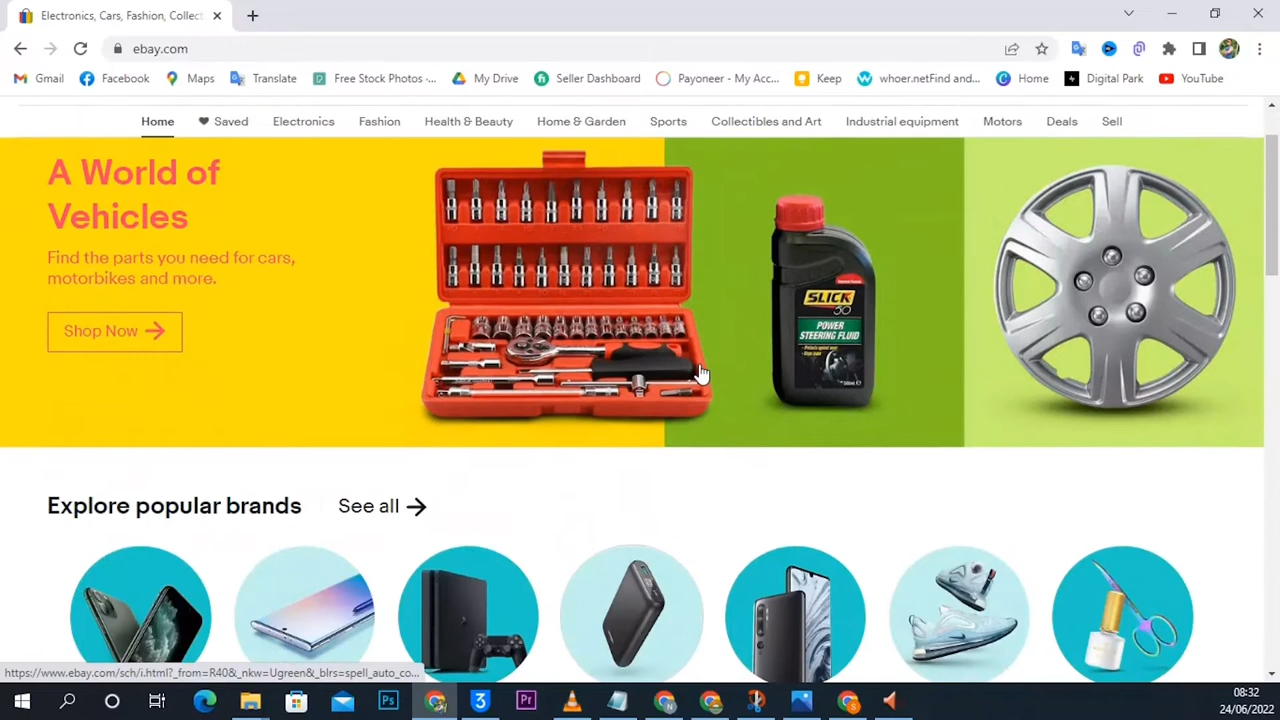 Electronics, Cars, Fashion, Collect
ebay.com
Gmail
Facebook
Maps
Translate
Free Stock Photos -...
My Drive
Seller Dashboard
Payoneer - My Acc...
Keep
whoer.netFind and...
Home
Digital Park
YouTube
Home
Saved
Electronics
Fashion
Health & Beauty
Home & Garden
Sports
Collectibles and Art
Industrial equipment
Motors
Deals
Sell
A World of
Vehicles
Find the parts you need for cars,
motorbikes and more.
Shop Now
SLICK
50
POWER
STEERING FLUID
Explore popular brands
See all
https://www.ebay.com/sch/i.html?_from=R40&_nkw=Ugreen&_blrs=spell_auto_co...
08:32
24/06/2022